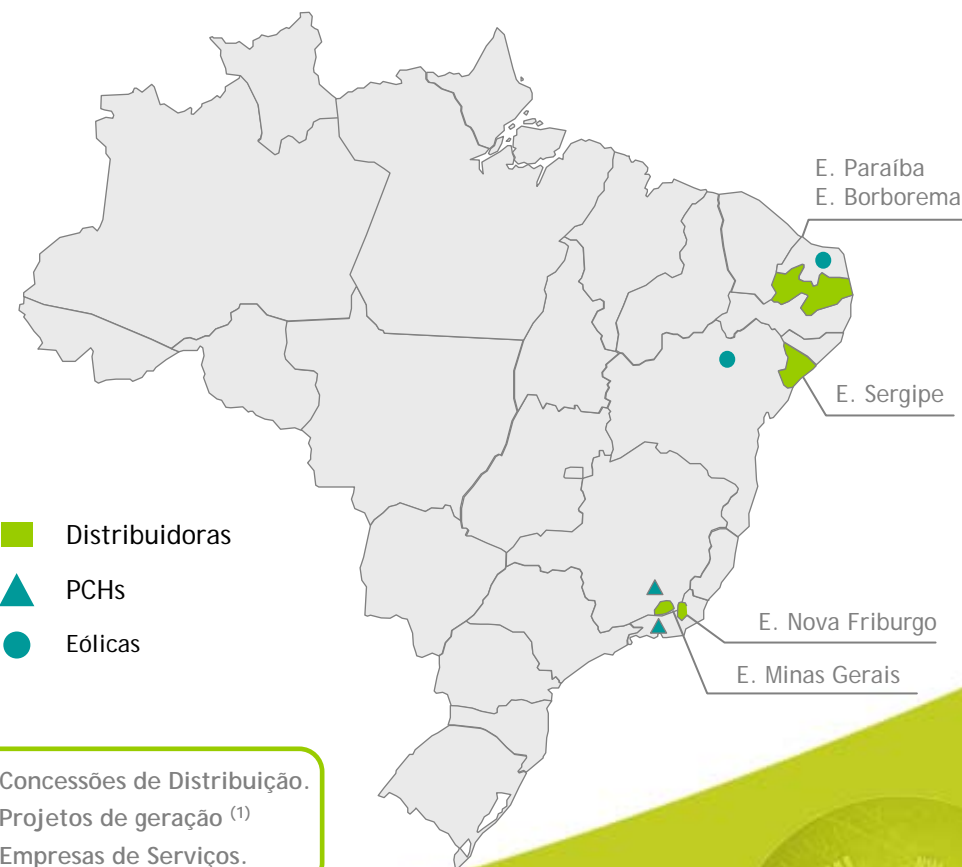 E. Paraíba
E. Borborema
E. Sergipe
Distribuidoras
PCHs
Eólicas
E. Nova Friburgo
E. Minas Gerais
Concessões de Distribuição.
Projetos de geração (1)
Empresas de Serviços.